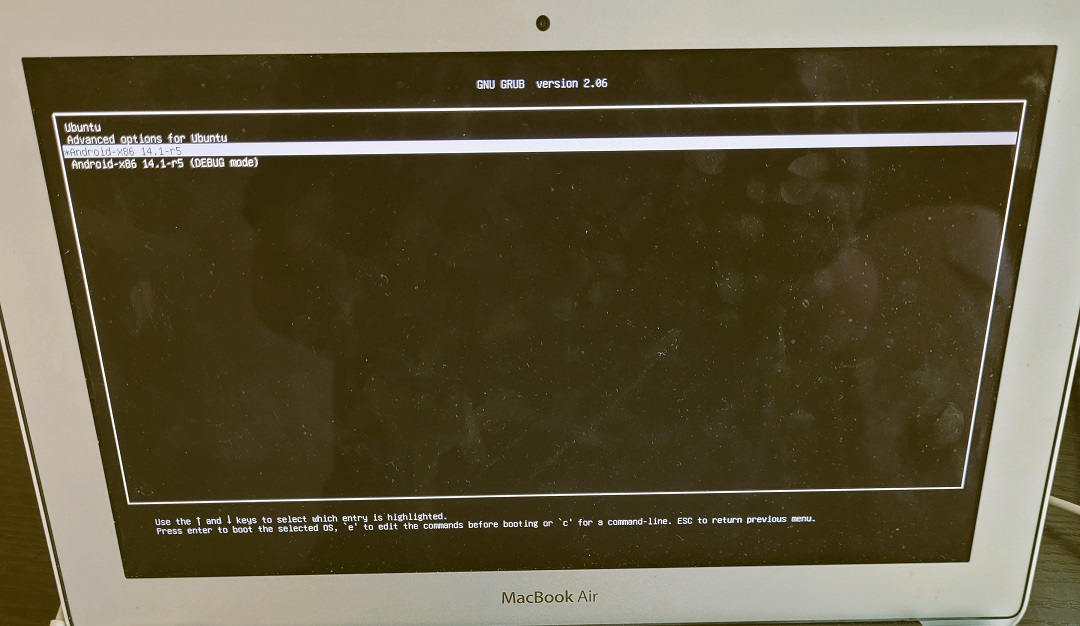 GNU GRUB version 2.06
Ubuntu
Advanced options for Ubuntu
*Android-x86 14.1-r5
Android-x86 14.1-r5 (DEBUG mode)
Use the ↑ and ↓ keys to select which entry is highlighted.
Press enter to boot the selected OS, `e' to edit the commands before booting or `c' for a command-line. ESC to return previous menu.
MacBook Air